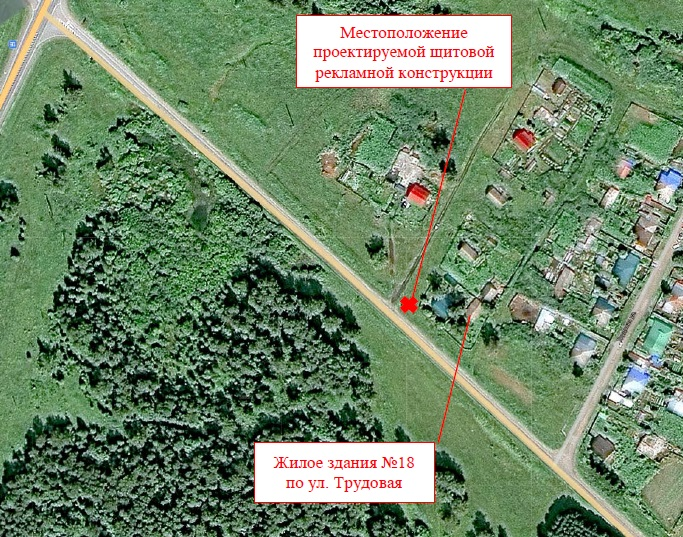 Местоположение
проектируемой щитовой
рекламной конструкции
Жилое здания №18
по ул. Трудовая